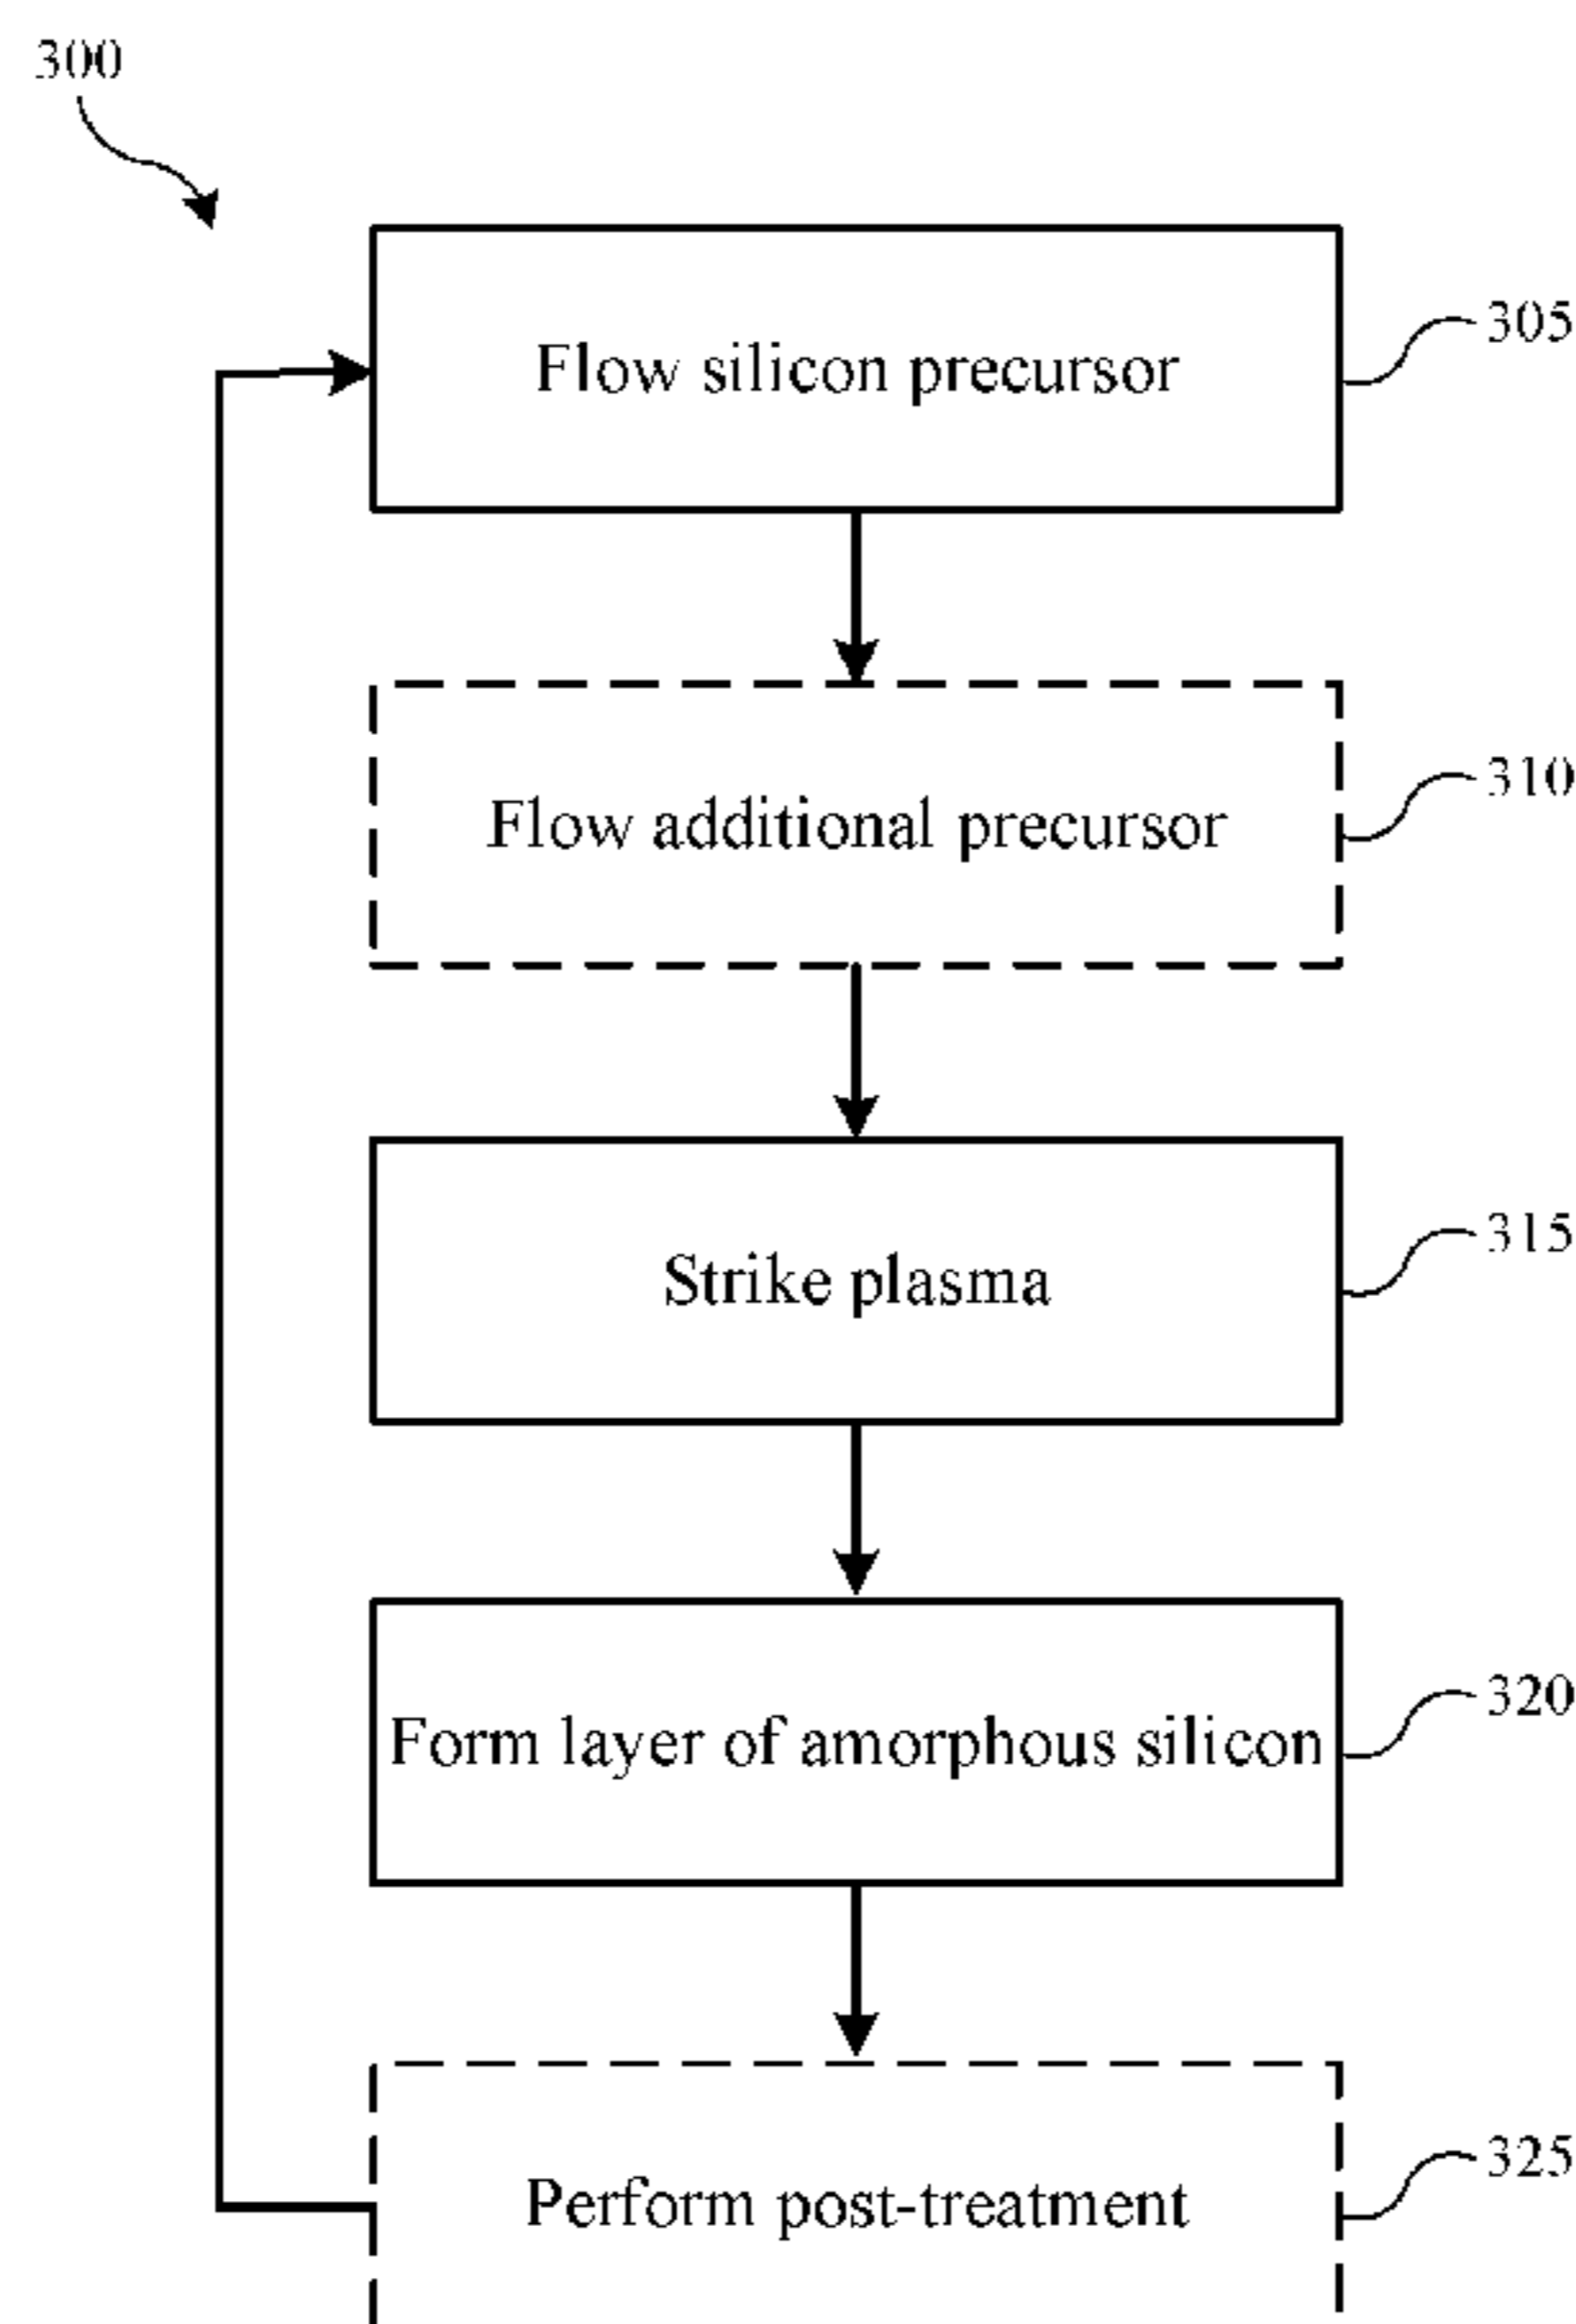 300
Flow silicon precursor
305
Flow additional precursor
310
Strike plasma
315
Form layer of amorphous silicon
320
Perform post-treatment
325